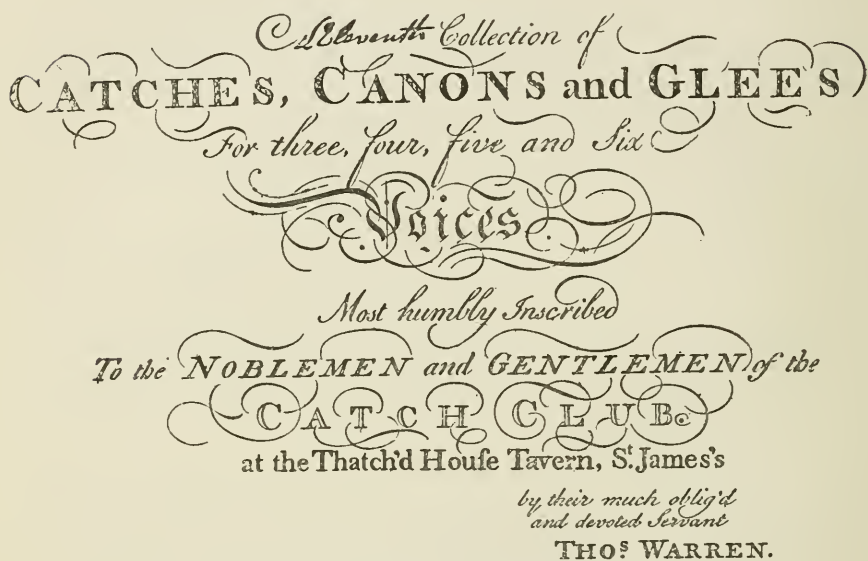 Eleventh Collection of
CATCHES, CANONS and GLEES
For three, four, five and Six
Voices
Most humbly Inscribed
To the NOBLEMEN and GENTLEMEN of the
CATCH CLUB.
at the Thatch'd Houſe Tavern, St. James's
by their much oblig'd
and devoted Servant
THOS. WARREN.